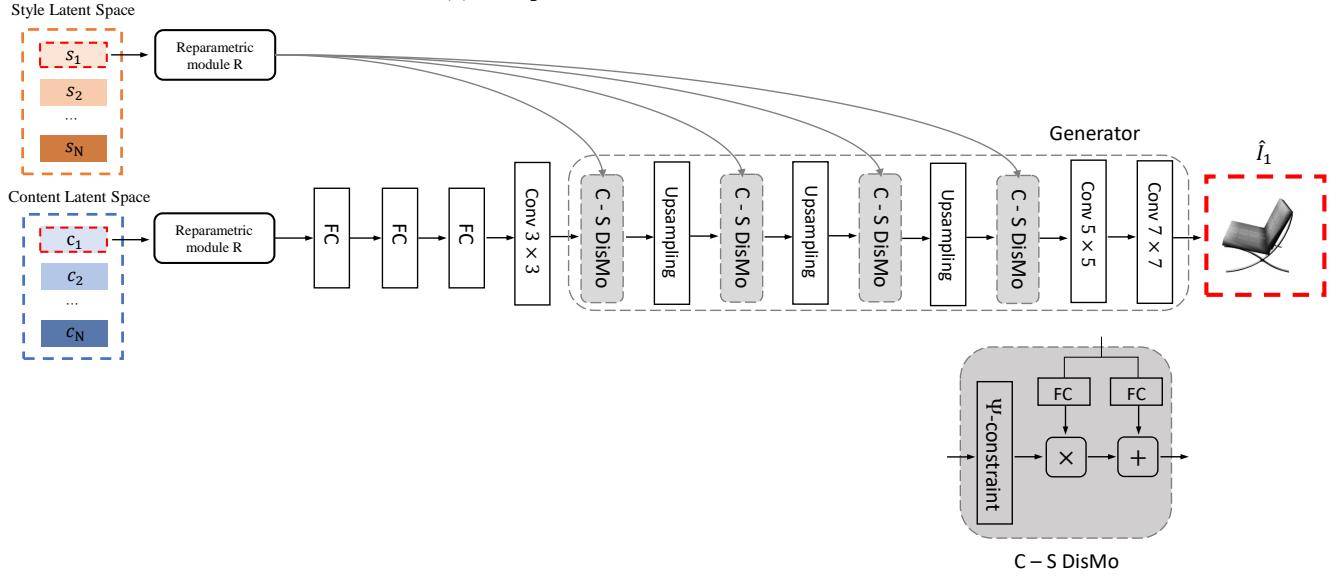 Style Latent Space
s₁
s₂
...
s_N
Reparametric
module R
Content Latent Space
c₁
c₂
...
c_N
Reparametric
module R
FC
FC
FC
Conv 3 × 3
Generator
C - S DisMo
Upsampling
C - S DisMo
Upsampling
C - S DisMo
Upsampling
C - S DisMo
Conv 5 × 5
Conv 7 × 7
Î₁
Ψ-constraint
FC
FC
×
+
C – S DisMo